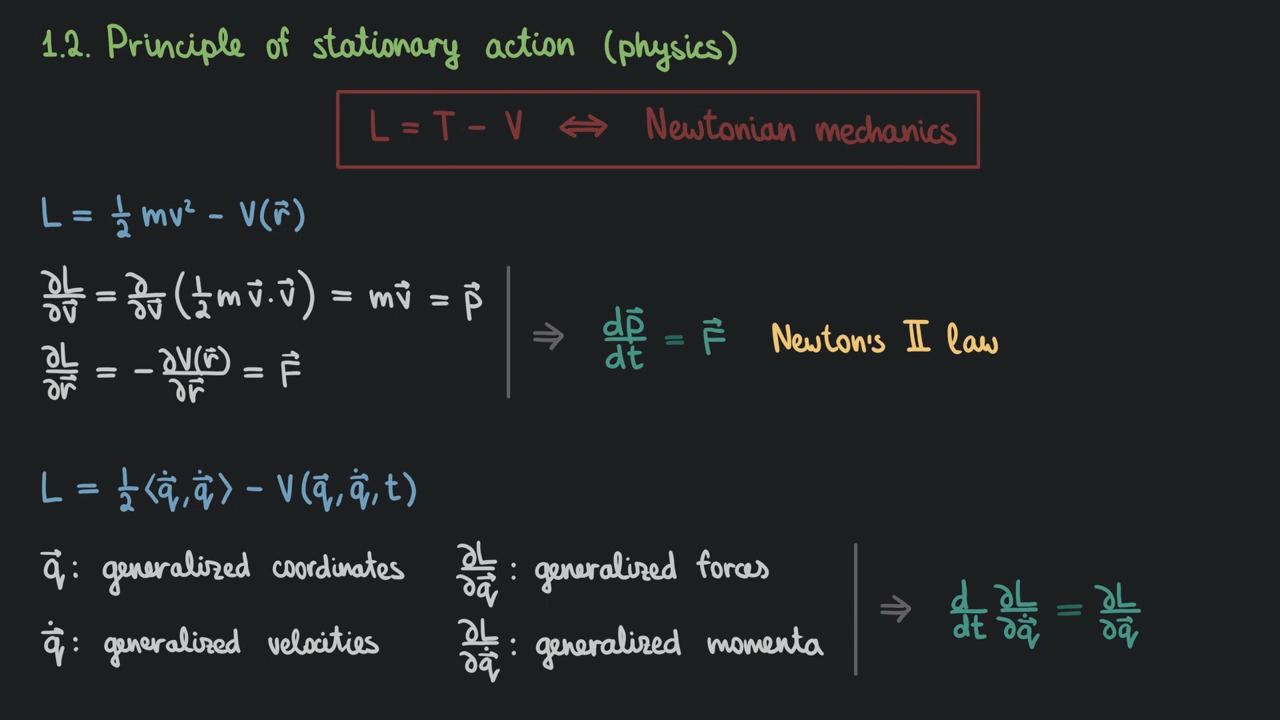 1.2. Principle of stationary action (physics)
L = T − V ⇔ Newtonian mechanics
L = 1/2 mv² − V(r⃗)
∂L/∂v⃗ = ∂/∂v⃗ (1/2 m v⃗·v⃗) = mv⃗ = p⃗
∂L/∂r⃗ = − ∂V(r⃗)/∂r⃗ = F⃗
⇒ dp⃗/dt = F⃗ Newton's II law
L = 1/2 ⟨q⃗̇, q⃗̇⟩ − V(q⃗, q⃗̇, t)
q⃗: generalized coordinates ∂L/∂q⃗: generalized forces
q⃗̇: generalized velocities ∂L/∂q⃗̇: generalized momenta
⇒ d/dt ∂L/∂q⃗̇ = ∂L/∂q⃗